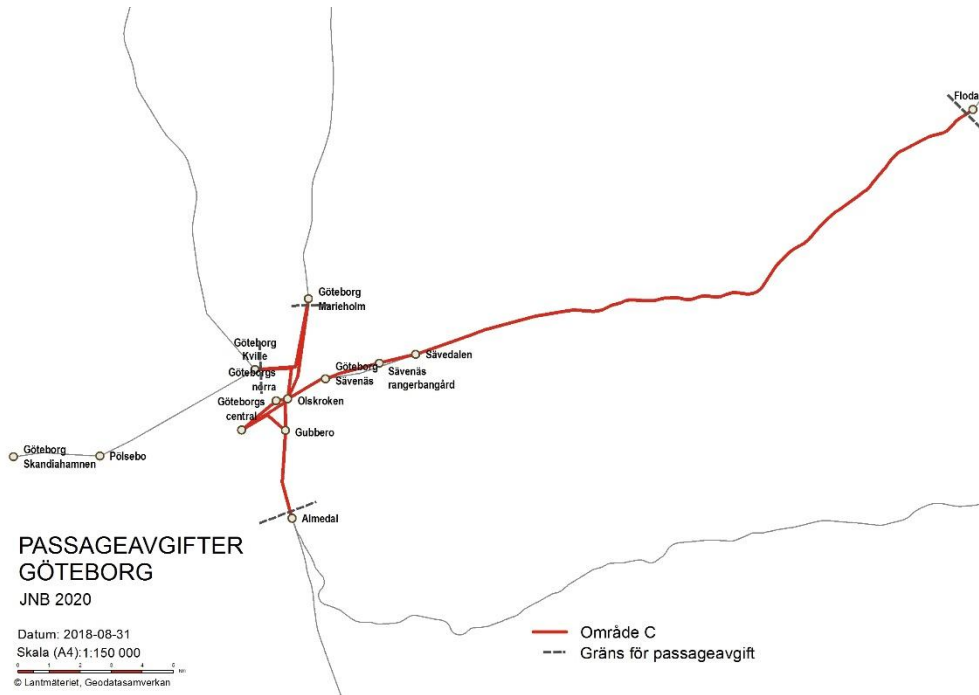 Floda
Göteborg
Marieholm
Göteborg
Kville
Göteborgs
norra
Göteborg
Sävenäs
Sävedalen
Sävenäs
rangerbangård
Göteborgs
central
Olskroken
Gubbero
Göteborg
Skandiahamnen
Pölsebo
Almedal
PASSAGEAVGIFTER
GÖTEBORG
JNB 2020
Datum: 2018-08-31
Skala (A4):1:150 000
© Lantmäteriet, Geodatasamverkan
Område C
Gräns för passageavgift